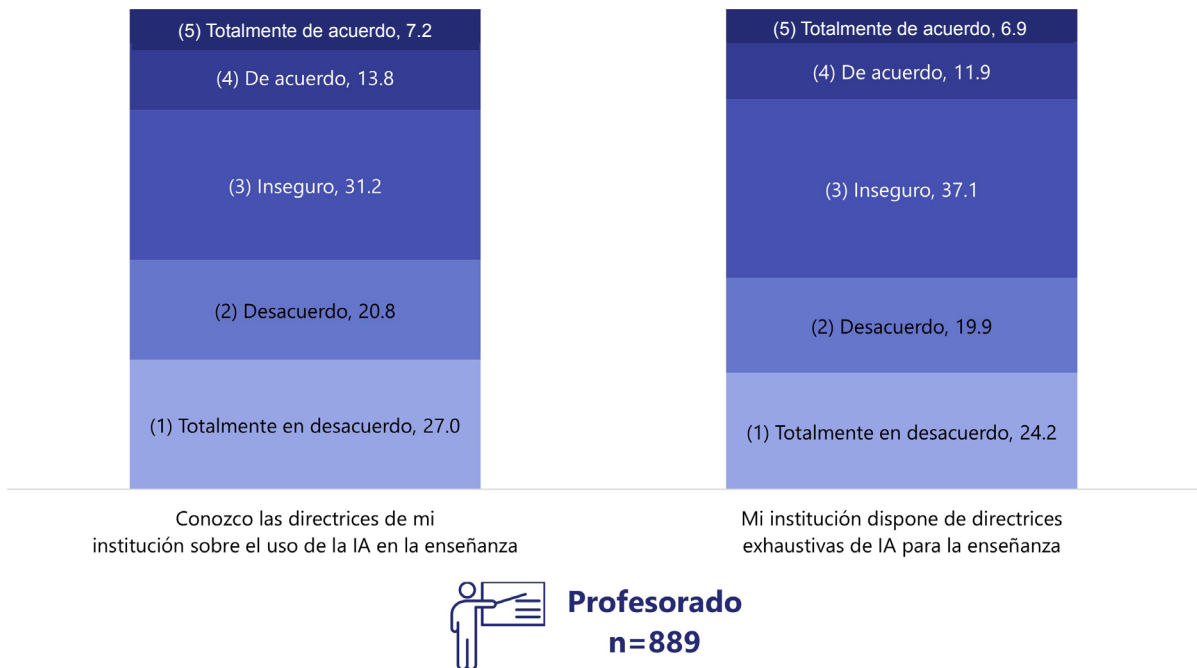 (5) Totalmente de acuerdo, 7.2
(4) De acuerdo, 13.8
(3) Inseguro, 31.2
(2) Desacuerdo, 20.8
(1) Totalmente en desacuerdo, 27.0
Conozco las directrices de mi
institución sobre el uso de la IA en la enseñanza
(5) Totalmente de acuerdo, 6.9
(4) De acuerdo, 11.9
(3) Inseguro, 37.1
(2) Desacuerdo, 19.9
(1) Totalmente en desacuerdo, 24.2
Mi institución dispone de directrices
exhaustivas de IA para la enseñanza
Profesorado
n=889